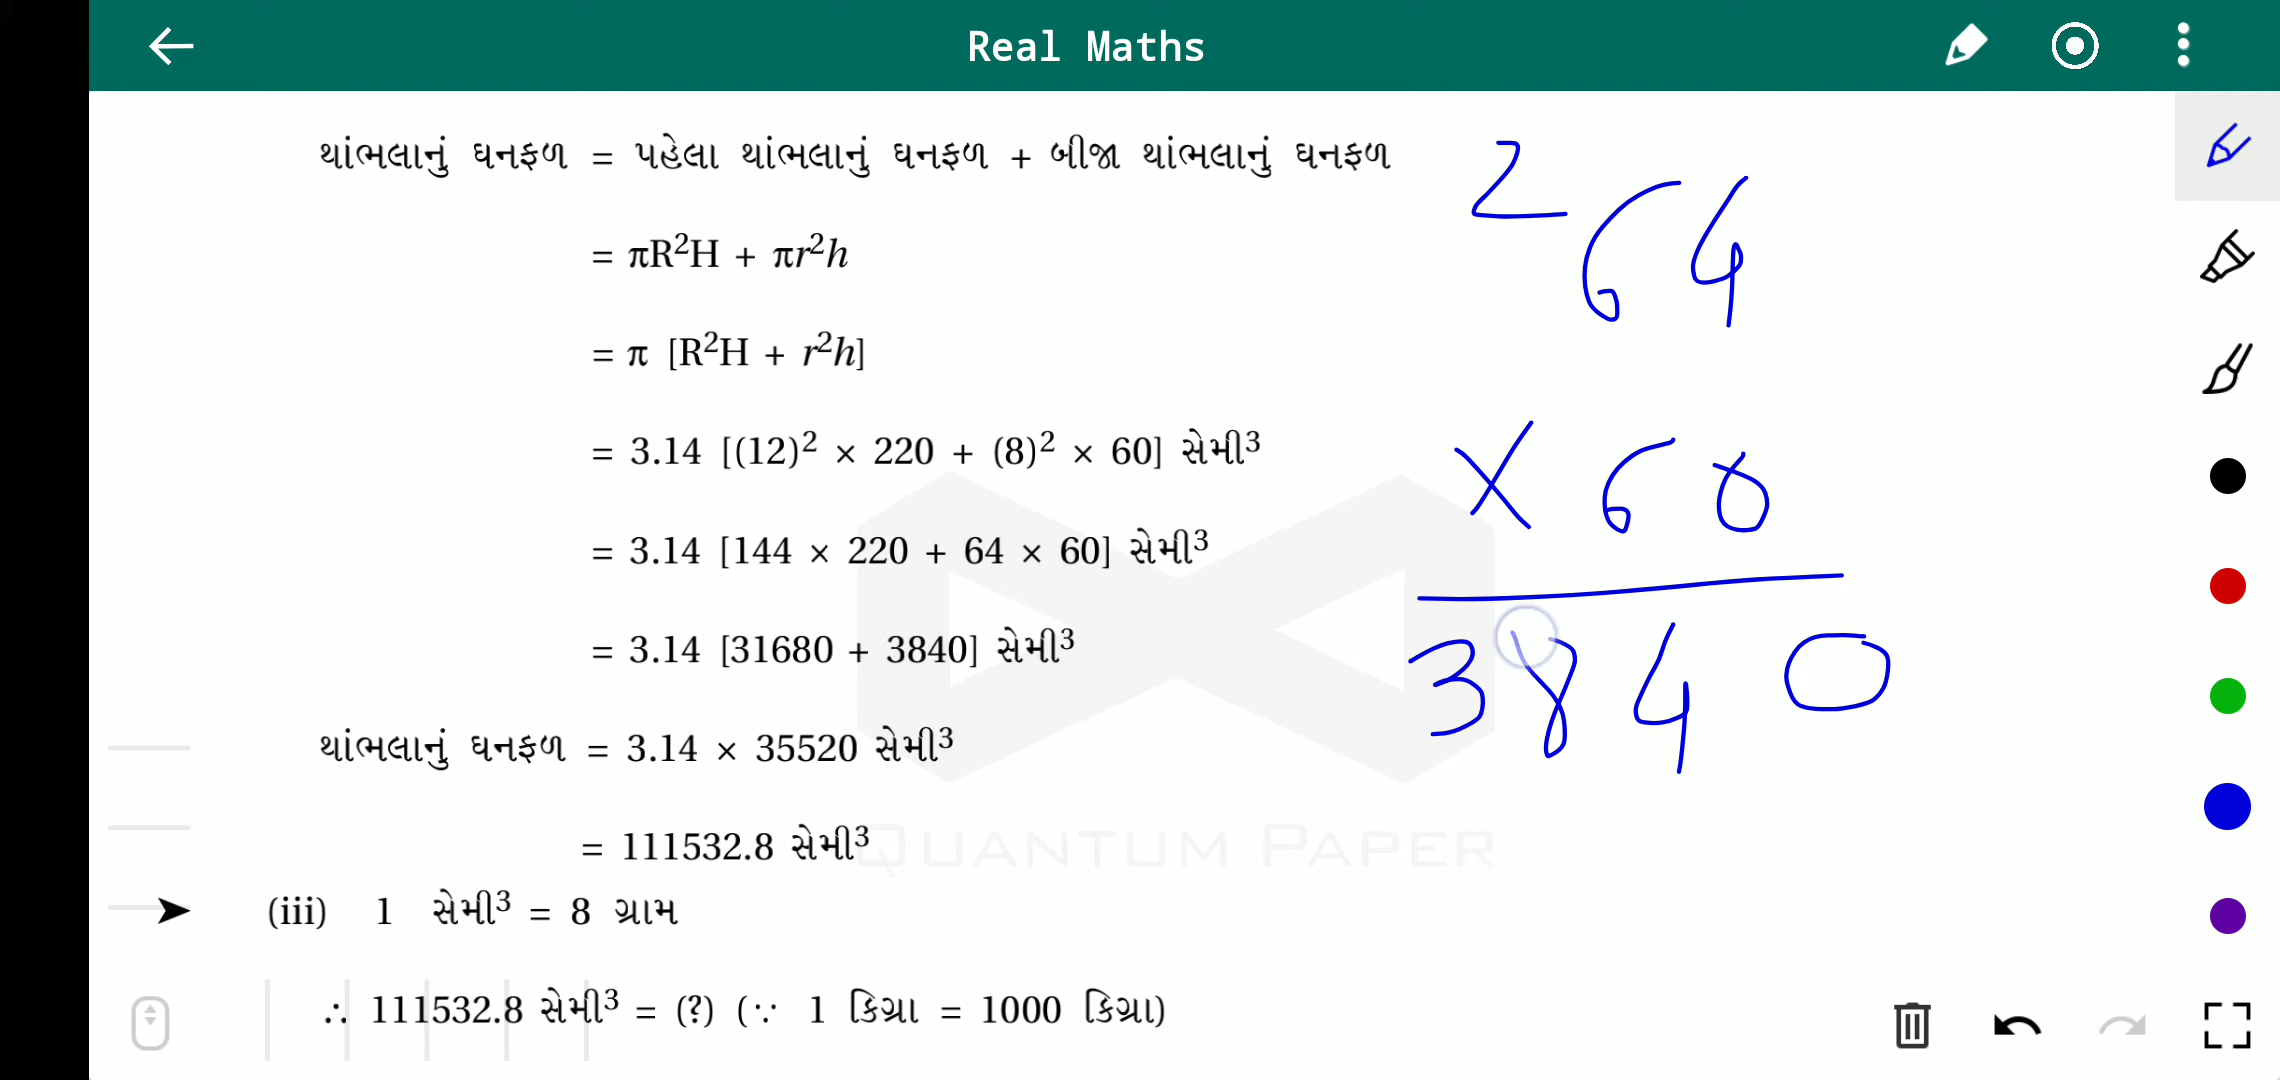 Real Maths
થાંભલાનું ઘનફળ = પહેલા થાંભલાનું ઘનફળ + બીજા થાંભલાનું ઘનફળ
= πR²H + πr²h
= π [R²H + r²h]
= 3.14 [(12)² × 220 + (8)² × 60] સેમી³
= 3.14 [144 × 220 + 64 × 60] સેમી³
= 3.14 [31680 + 3840] સેમી³
થાંભલાનું ઘનફળ = 3.14 × 35520 સેમી³
= 111532.8 સેમી³
(iii) 1 સેમી³ = 8 ગ્રામ
∴ 111532.8 સેમી³ = (?) (∵ 1 કિગ્રા = 1000 કિગ્રા)
2
64
X 60
3840
QUANTUM PAPER